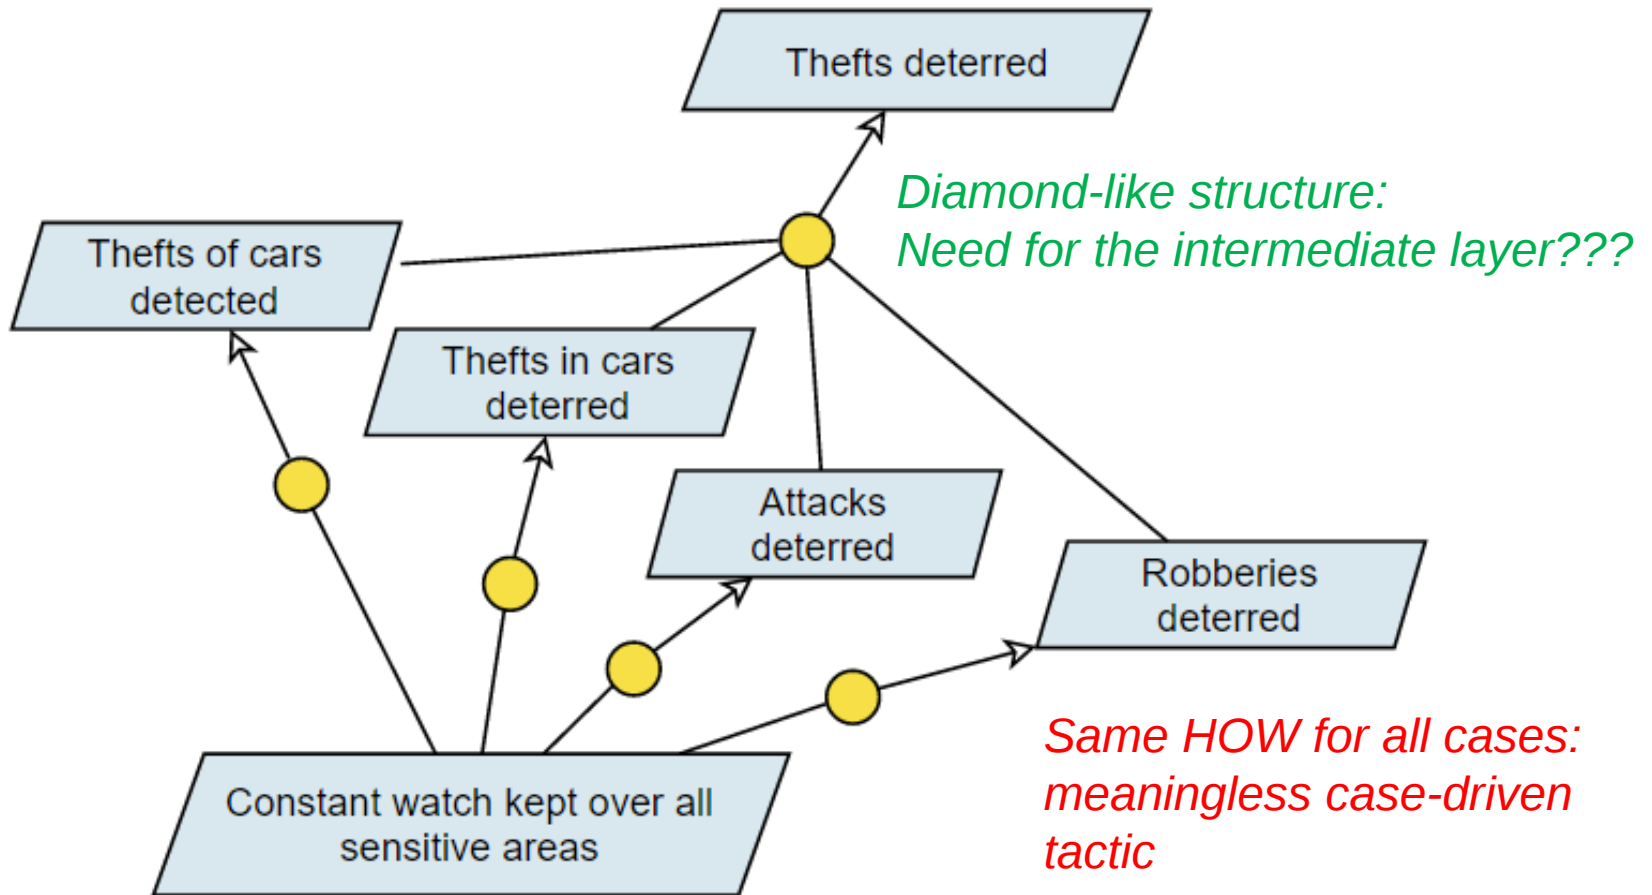 Thefts deterred
Diamond-like structure:
Need for the intermediate layer???
Thefts of cars
detected
Thefts in cars
deterred
Attacks
deterred
Robberies
deterred
Same HOW for all cases:
meaningless case-driven
tactic
Constant watch kept over all
sensitive areas